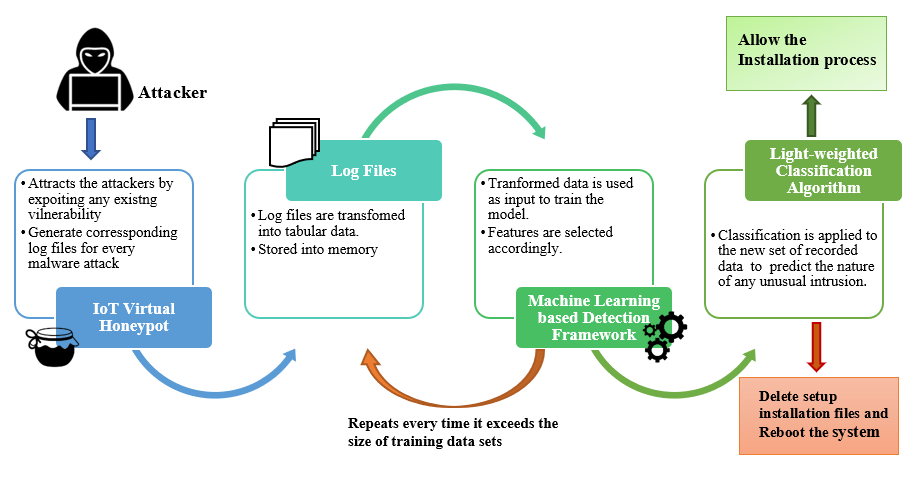 Attacker
• Attracts the attackers by
expoiting any existng
vilnerability
• Generate corressponding
log files for every
malware attack
IoT Virtual
Honeypot
Log Files
• Log files are transfomed
into tabular data.
• Stored into memory
• Tranformed data is used
as input to train the
model.
• Features are selected
accordingly.
Machine Learning
based Detection
Framework
Repeats every time it exceeds the
size of training data sets
Allow the
Installation process
Light-weighted
Classification
Algorithm
• Classification is applied to
the new set of recorded
data to predict the nature
of any unusual intrusion.
Delete setup
installation files and
Reboot the system